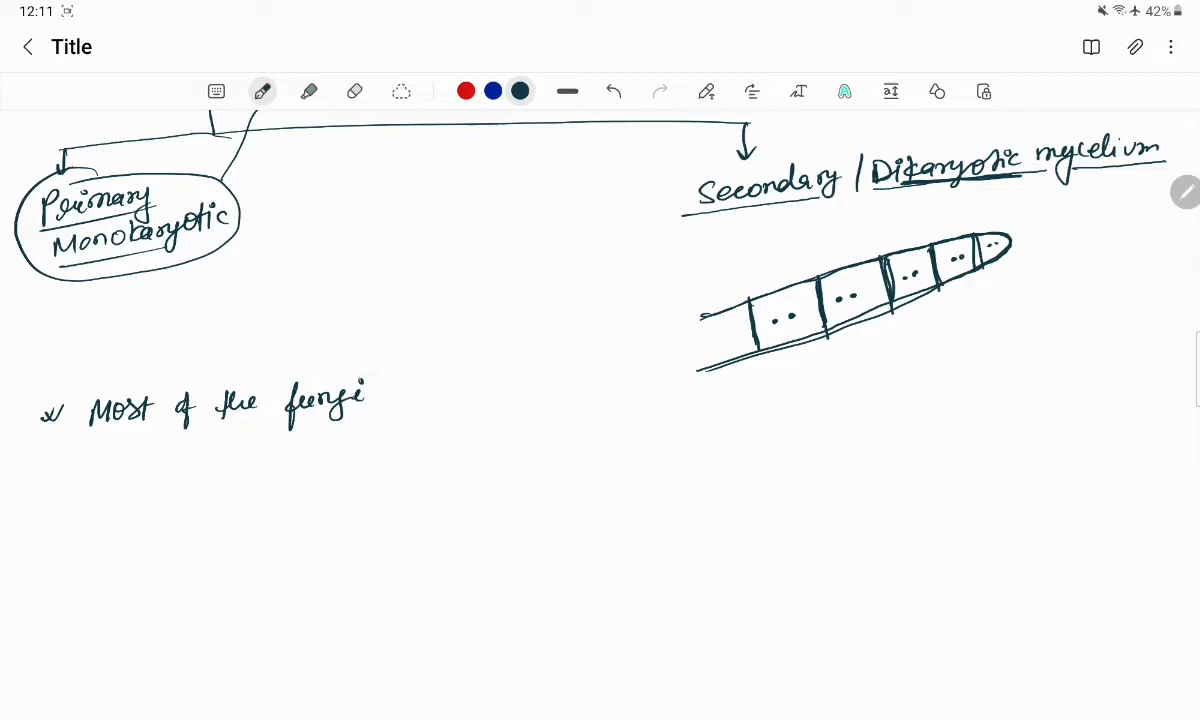 12:11 42%
Title
Primary
Monokaryotic
Secondary / Dikaryotic mycelium
* Most of the fungi